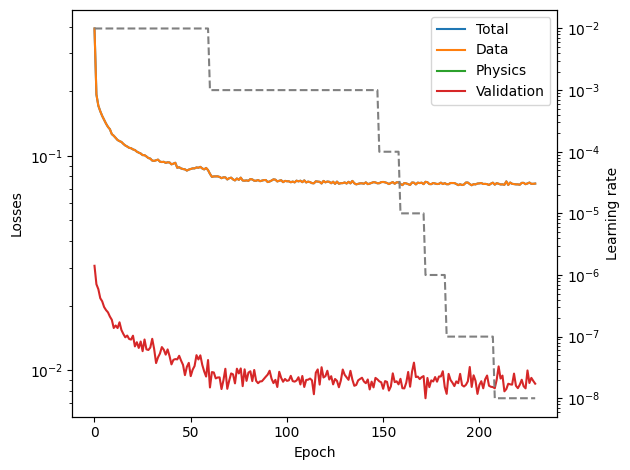 Total
Data
Physics
Validation
10⁻¹
10⁻²
Losses
0
50
100
150
200
Epoch
10⁻²
10⁻³
10⁻⁴
10⁻⁵
10⁻⁶
10⁻⁷
10⁻⁸
Learning rate